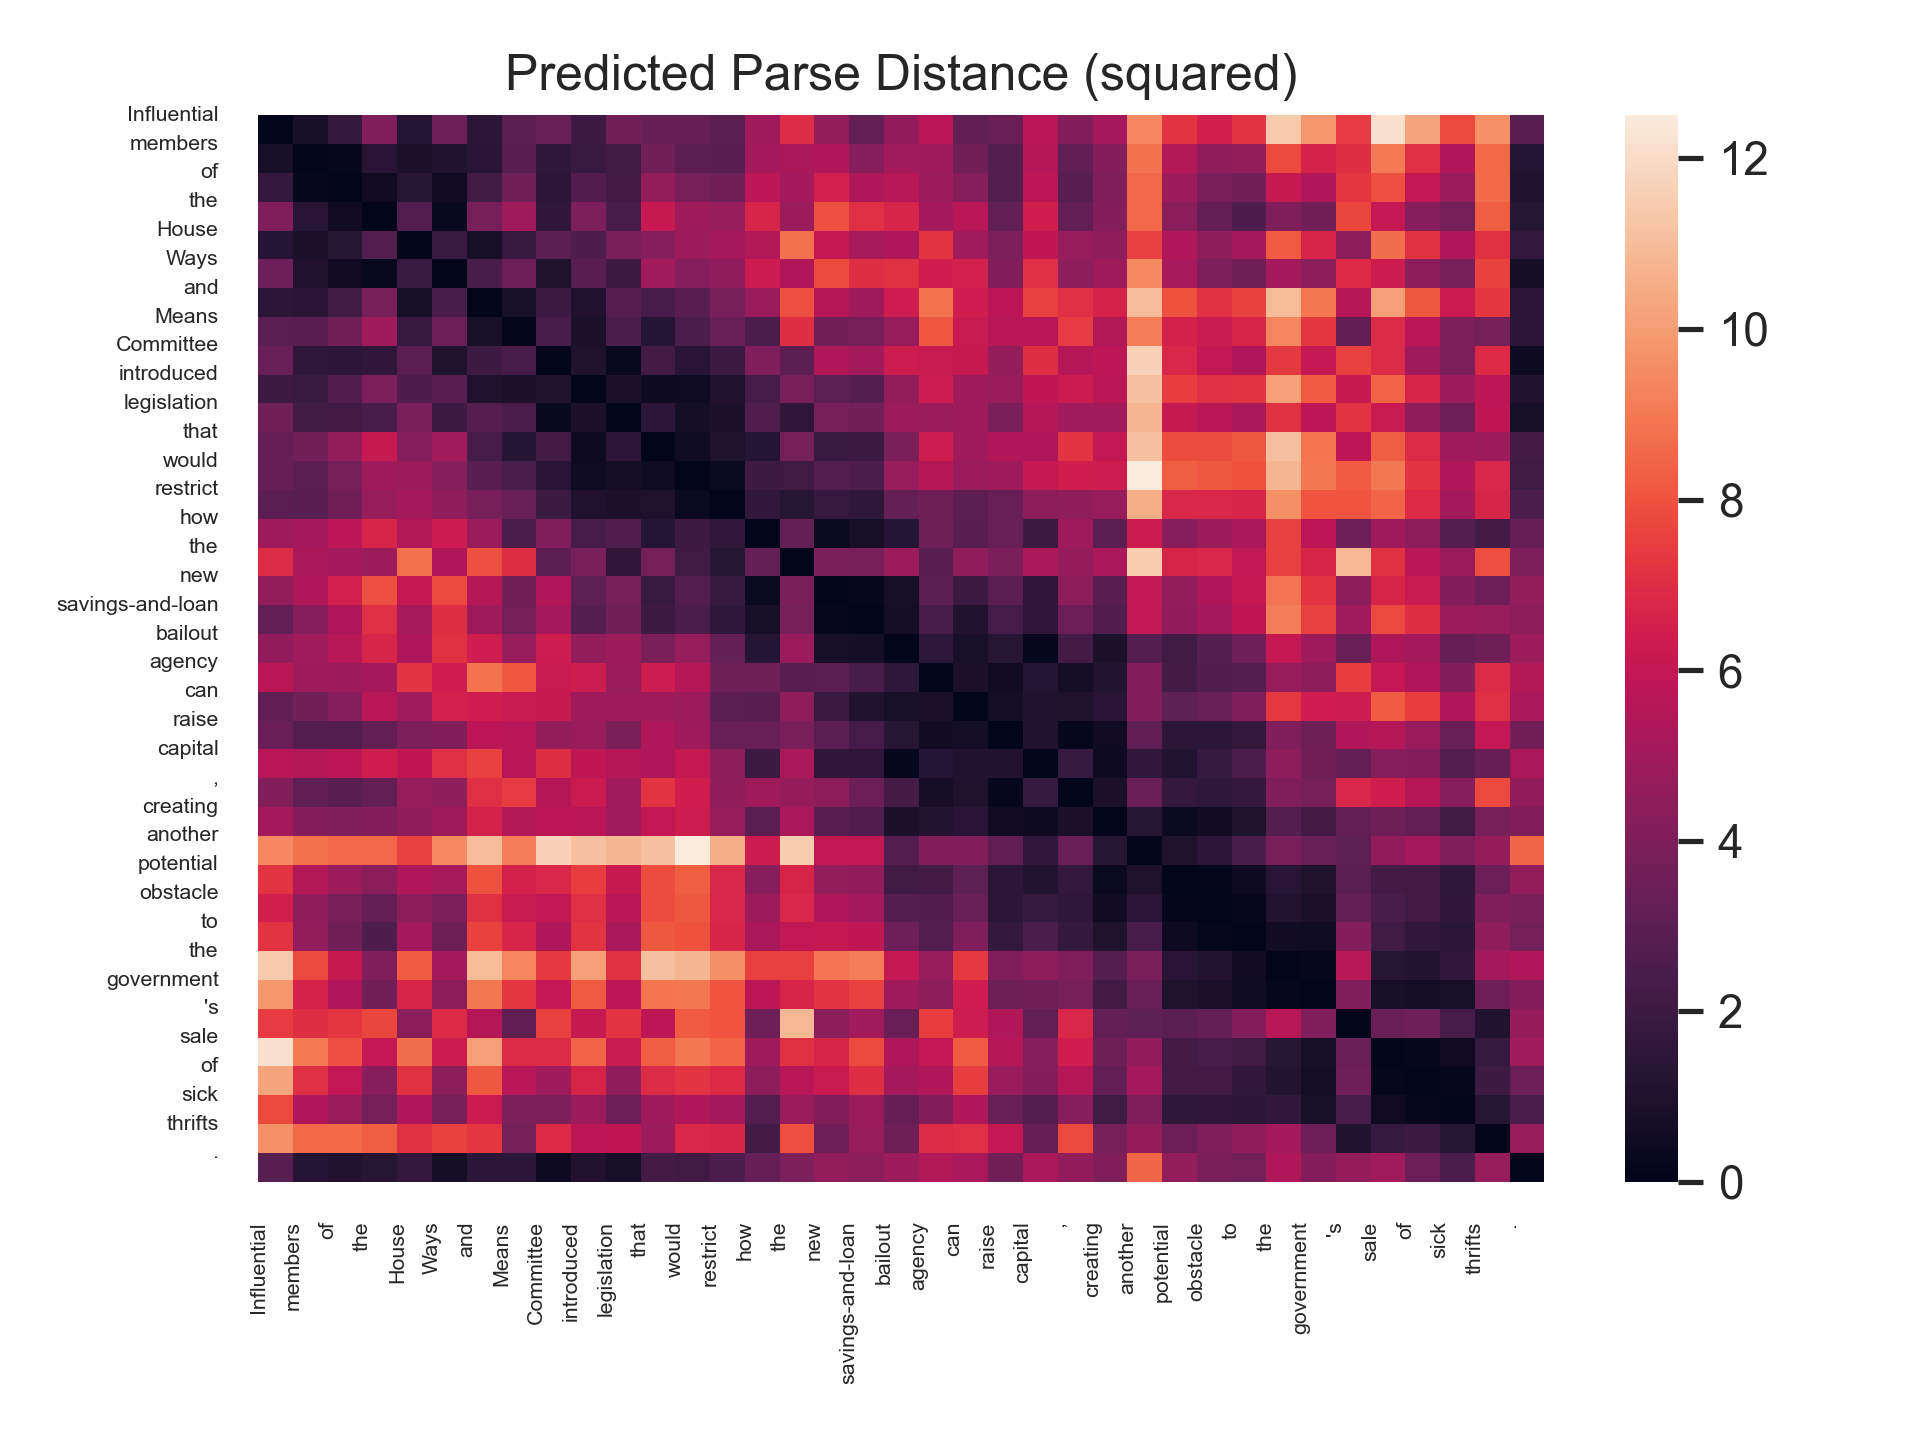 Predicted Parse Distance (squared)
Influential
members
of
the
House
Ways
and
Means
Committee
introduced
legislation
that
would
restrict
how
the
new
savings-and-loan
bailout
agency
can
raise
capital
,
creating
another
potential
obstacle
to
the
government
's
sale
of
sick
thrifts
.
12
10
8
6
4
2
0
Influential
members
of
the
House
Ways
and
Means
Committee
introduced
legislation
that
would
restrict
how
the
new
savings-and-loan
bailout
agency
can
raise
capital
,
creating
another
potential
obstacle
to
the
government
's
sale
of
sick
thrifts
.